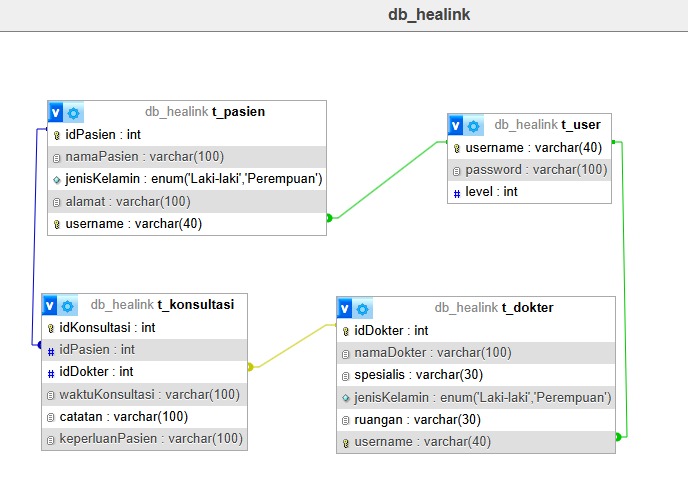 db_healink
v db_healink t_pasien
idPasien : int
namaPasien : varchar(100)
jenisKelamin : enum('Laki-laki','Perempuan')
alamat : varchar(100)
username : varchar(40)
v db_healink t_user
username : varchar(40)
password : varchar(100)
# level : int
v db_healink t_konsultasi
idKonsultasi : int
# idPasien : int
# idDokter : int
waktuKonsultasi : varchar(100)
catatan : varchar(100)
keperluanPasien : varchar(100)
v db_healink t_dokter
idDokter : int
namaDokter : varchar(100)
spesialis : varchar(30)
jenisKelamin : enum('Laki-laki','Perempuan')
ruangan : varchar(30)
username : varchar(40)